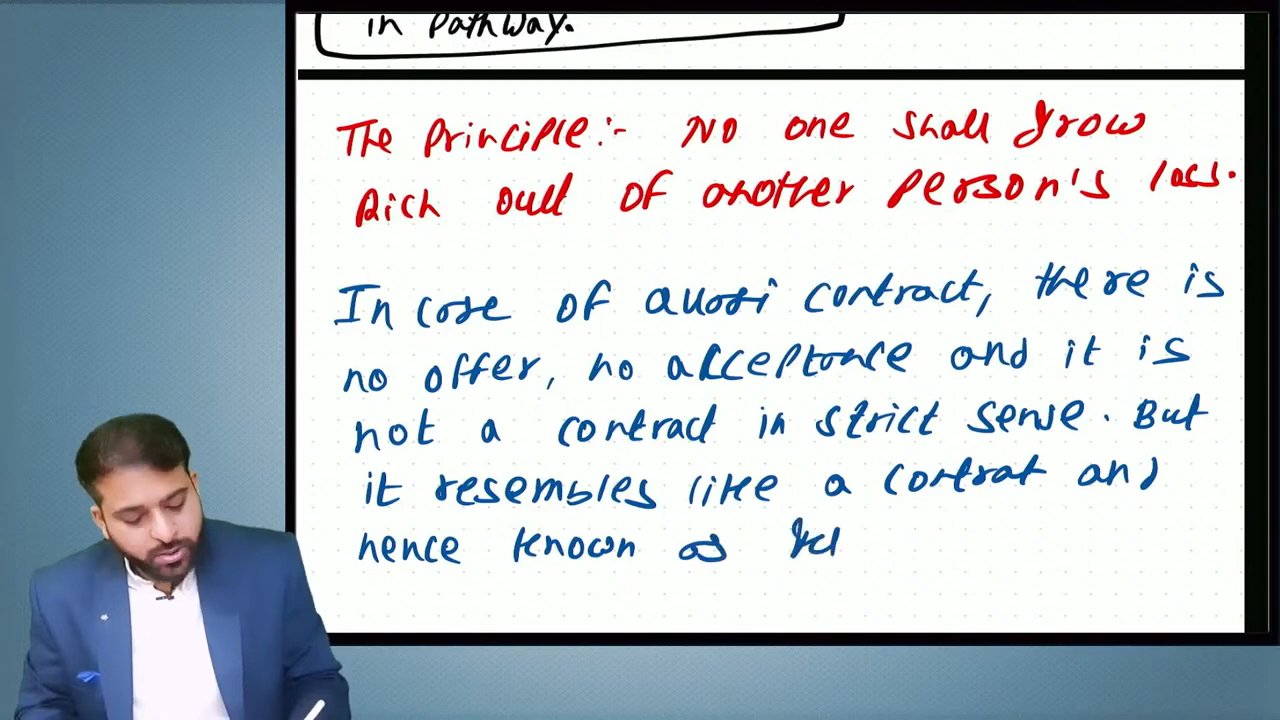 in Pathway.
The Principle:- No one shall grow
Rich out of another person's loss.
In case of quasi contract, there is
no offer, no acceptance and it is
not a contract in strict sense. But
it resembles like a contrat and
hence known as